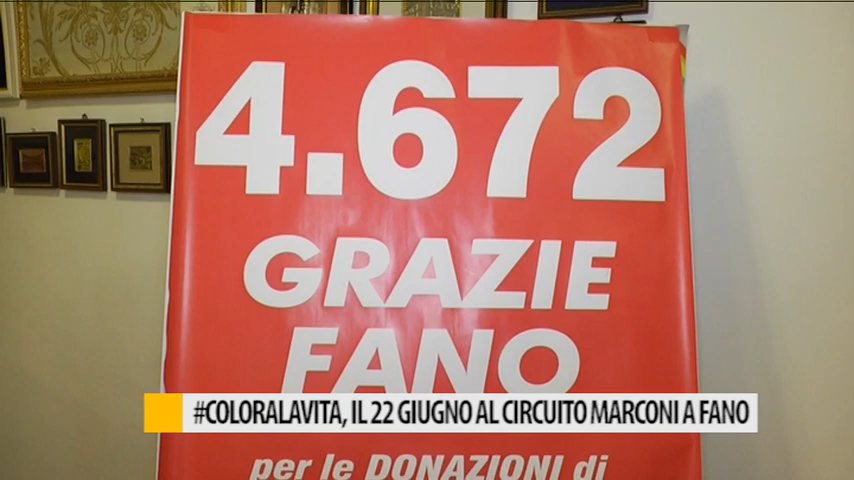 4.672
GRAZIE
FANO
#COLORALAVITA, IL 22 GIUGNO AL CIRCUITO MARCONI A FANO
per le DONAZIONI di